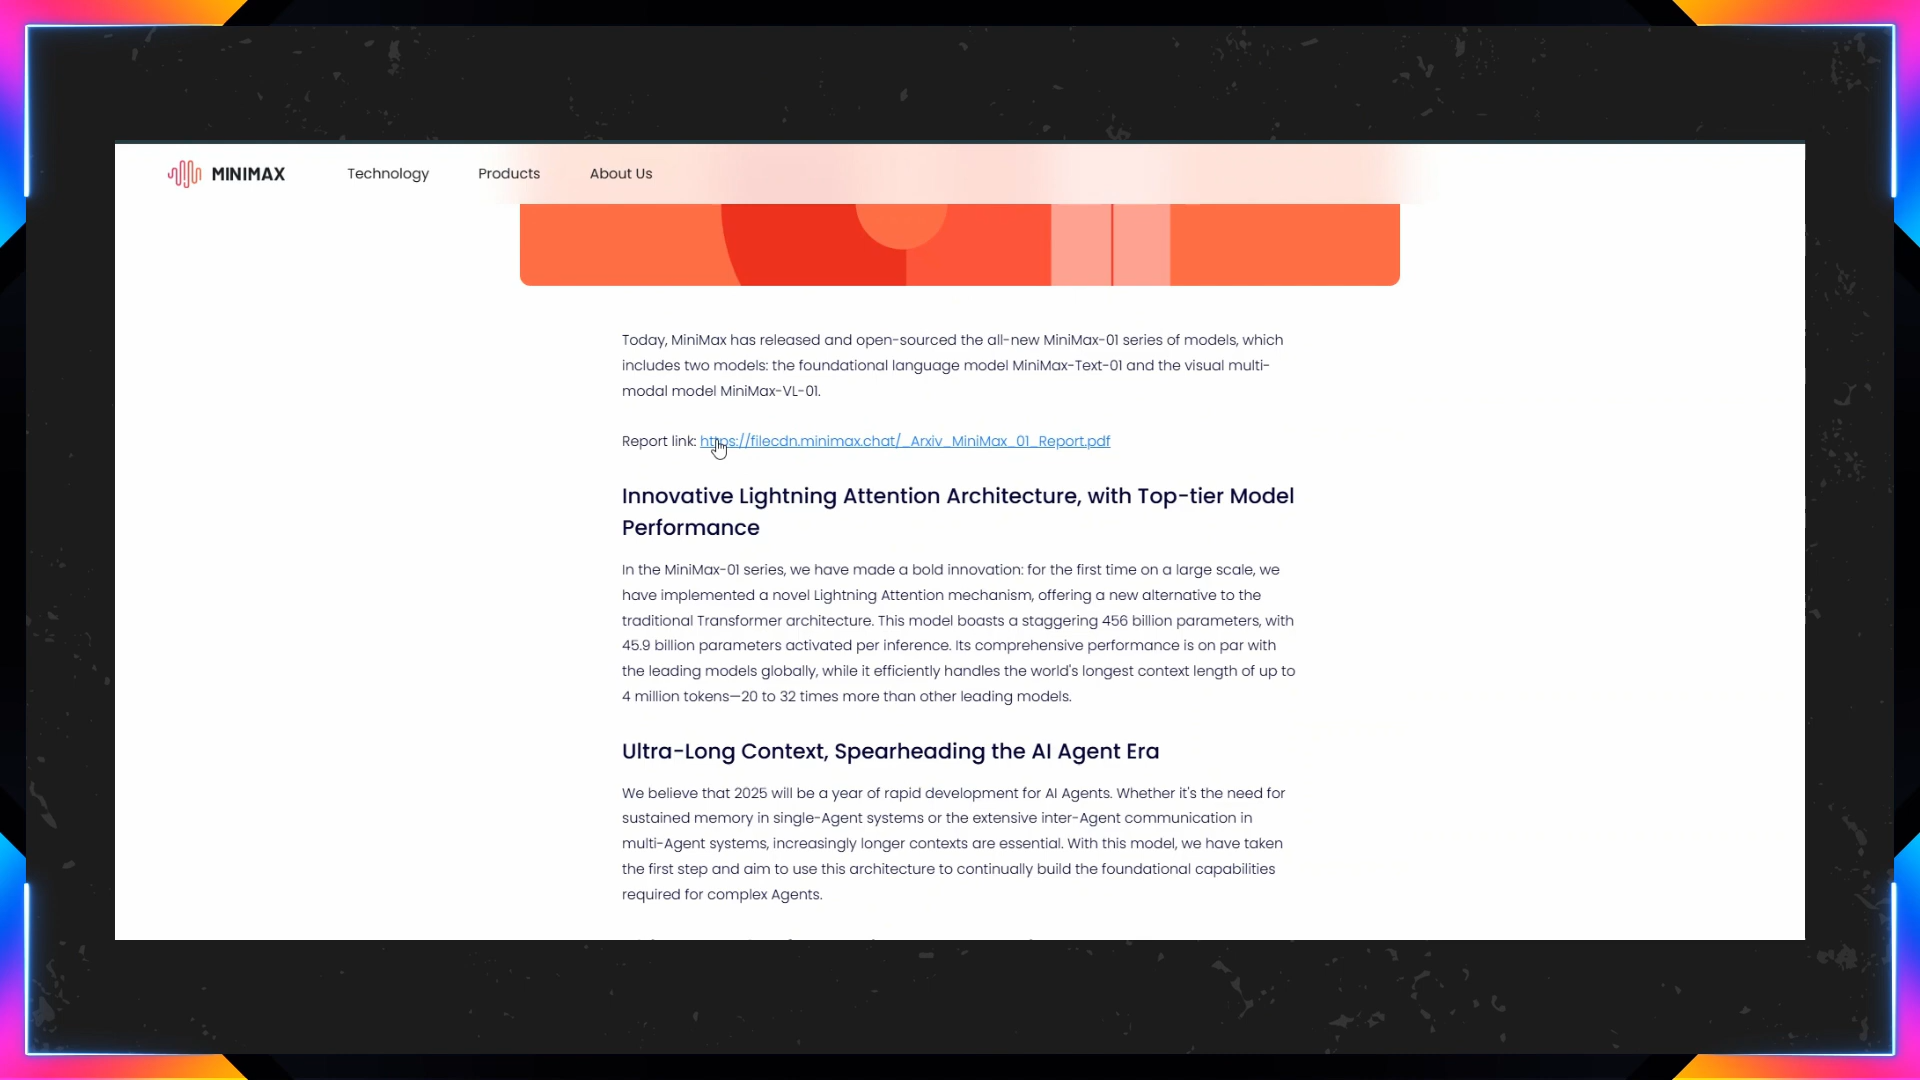 MINIMAX
Technology
Products
About Us
Today, MiniMax has released and open-sourced the all-new MiniMax-01 series of models, which
includes two models: the foundational language model MiniMax-Text-01 and the visual multi-
modal model MiniMax-VL-01.
Report link: https://filecdn.minimax.chat/_Arxiv_MiniMax_01_Report.pdf
Innovative Lightning Attention Architecture, with Top-tier Model
Performance
In the MiniMax-01 series, we have made a bold innovation: for the first time on a large scale, we
have implemented a novel Lightning Attention mechanism, offering a new alternative to the
traditional Transformer architecture. This model boasts a staggering 456 billion parameters, with
45.9 billion parameters activated per inference. Its comprehensive performance is on par with
the leading models globally, while it efficiently handles the world's longest context length of up to
4 million tokens—20 to 32 times more than other leading models.
Ultra-Long Context, Spearheading the AI Agent Era
We believe that 2025 will be a year of rapid development for AI Agents. Whether it's the need for
sustained memory in single-Agent systems or the extensive inter-Agent communication in
multi-Agent systems, increasingly longer contexts are essential. With this model, we have taken
the first step and aim to use this architecture to continually build the foundational capabilities
required for complex Agents.